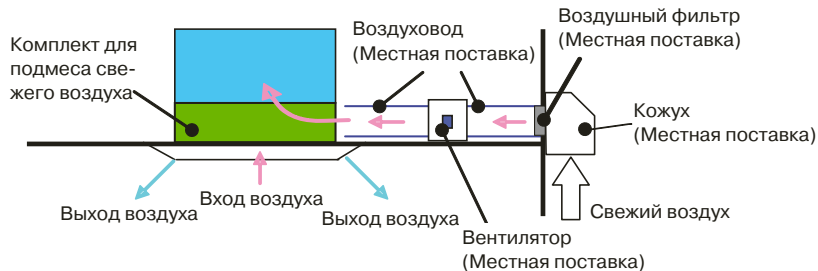 Комплект для
подмеса све-
жего воздуха
Воздуховод
(Местная поставка)
Воздушный фильтр
(Местная поставка)
Кожух
(Местная поставка)
Выход воздуха
Вход воздуха
Выход воздуха
Свежий воздух
Вентилятор
(Местная поставка)